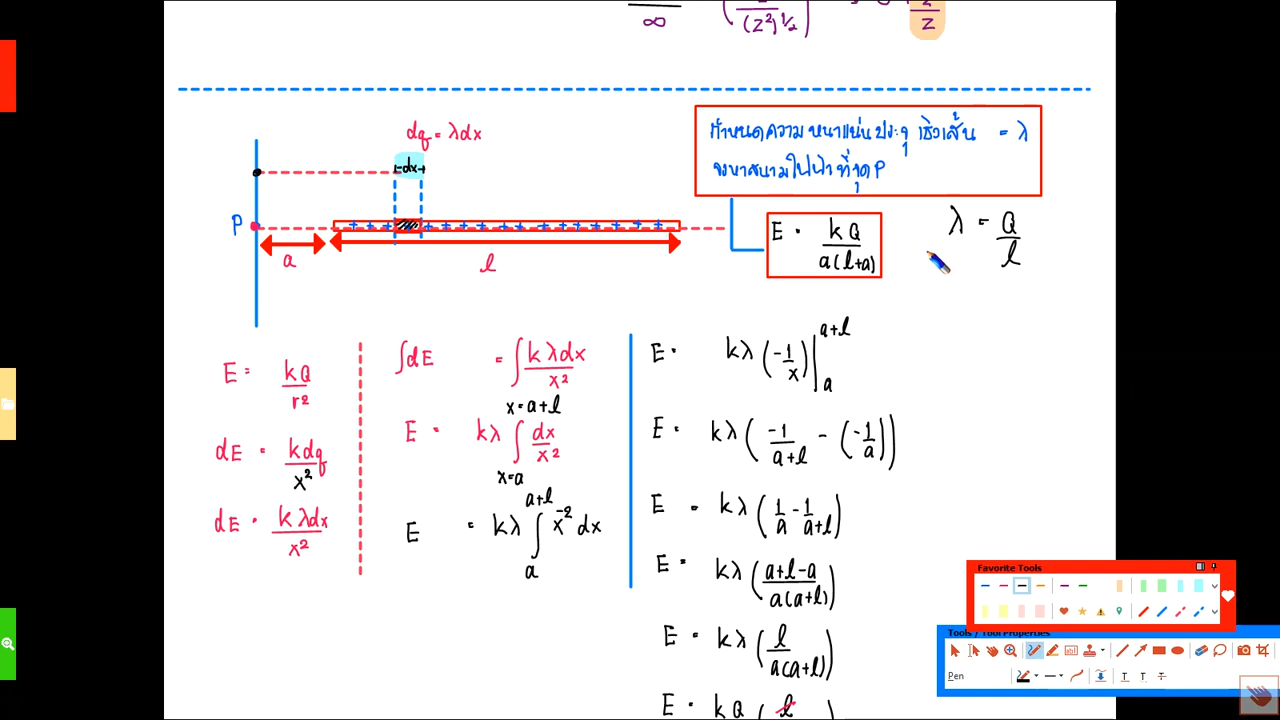 ∞
(Z²)^½
Z
dq = λdx
dx
P
a
l
กำหนดความหนาแน่นประจุเชิงเส้น = λ
จงหาสนามไฟฟ้าที่จุด P
E = kQ / a(l+a)
λ = Q / l
E = kQ / r²
dE = kdq / x²
dE = kλdx / x²
∫dE = ∫ kλdx / x²
x=a+l
E = kλ ∫ dx / x²
x=a
a+l
E = kλ ∫ x⁻² dx
a
E = kλ (-1/x) | a+l
a
E = kλ (-1/(a+l) - (-1/a))
E = kλ (1/a - 1/(a+l))
E = kλ ((a+l-a) / a(a+l))
E = kλ (l / a(a+l))
E = kQ ( l )
Favorite Tools
Tools / Tool Properties
Pen